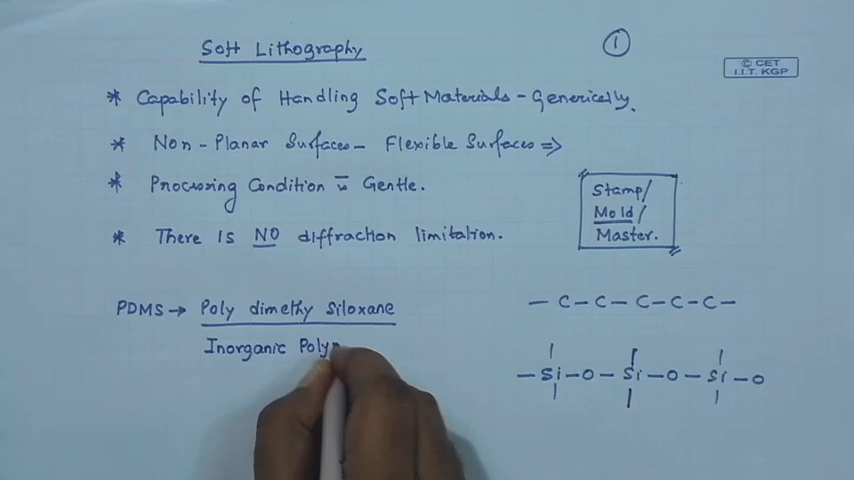 Soft Lithography
1
© CET
I.I.T. KGP
* Capability of Handling Soft Materials - Generically.
* Non - Planar Surfaces - Flexible Surfaces ⇒
* Processing Condition is Gentle.
* There is NO diffraction limitation.
Stamp/
Mold/
Master.
PDMS → Poly dimethy Siloxane
Inorganic Poly
— C — C — C — C — C —
— Si — O — Si — O — Si — O